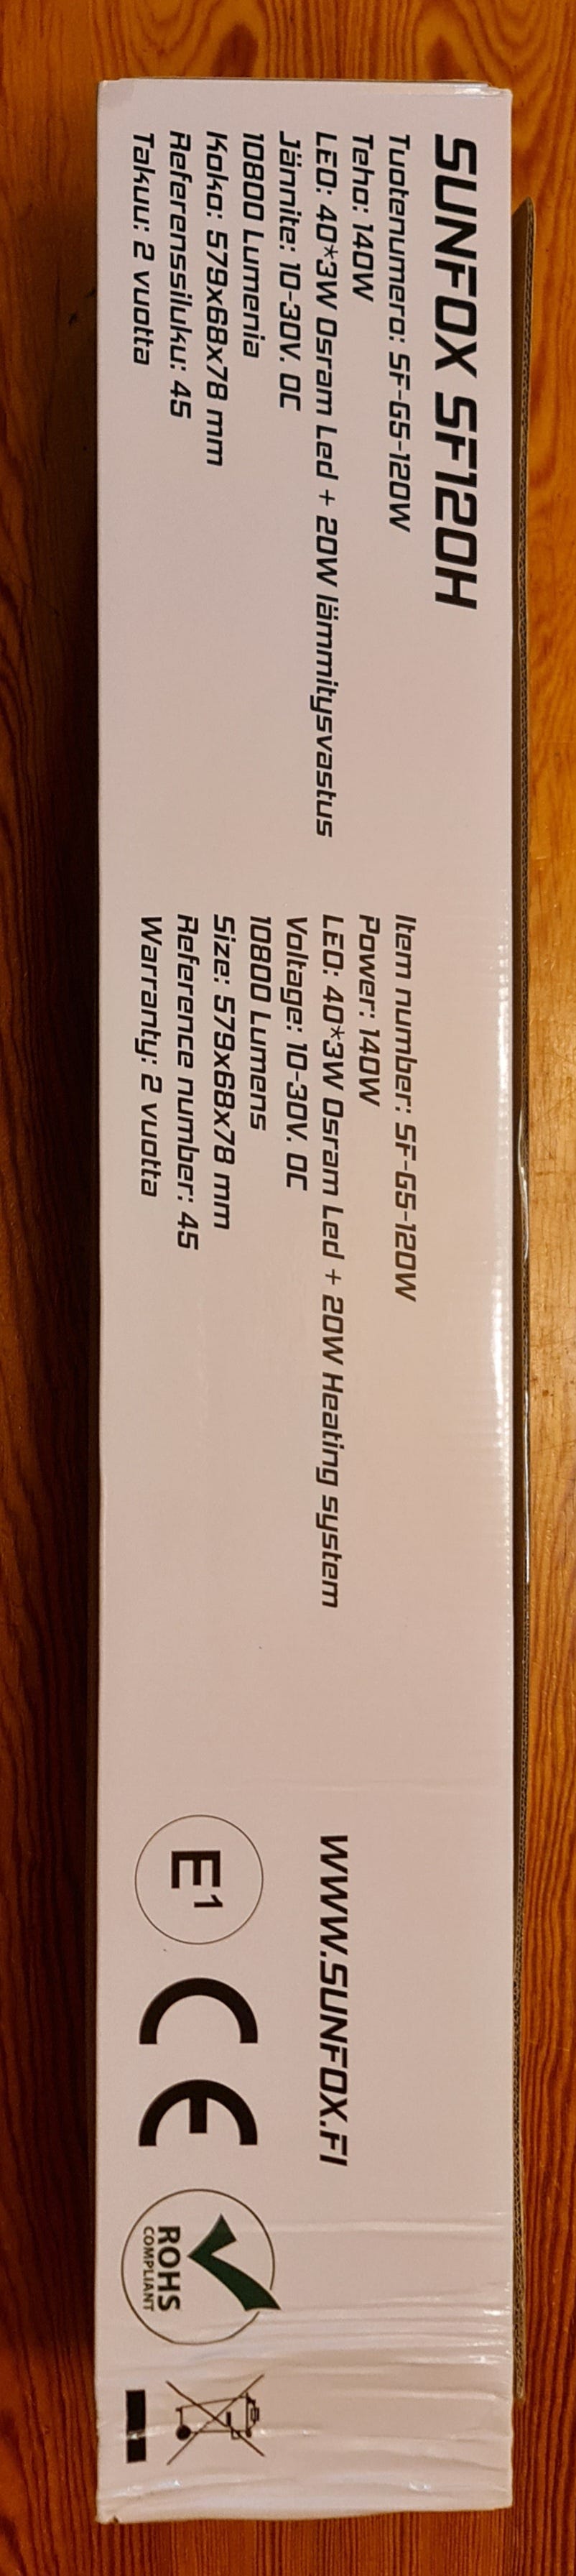 SUNFOX SF120H
Tuotenumero: SF-G5-120W
Teho: 140W
LED: 40*3W Osram Led + 20W lämmitysvastus
Jännite: 10-30V. DC
10800 Lumenia
Koko: 579x68x78 mm
Referenssiluku: 45
Takuu: 2 vuotta
Item number: SF-G5-120W
Power: 140W
LED: 40*3W Osram Led + 20W Heating system
Voltage: 10-30V. DC
10800 Lumens
Size: 579x68x78 mm
Reference number: 45
Warranty: 2 vuotta
WWW.SUNFOX.FI
E1
CE
ROHS
COMPLIANT